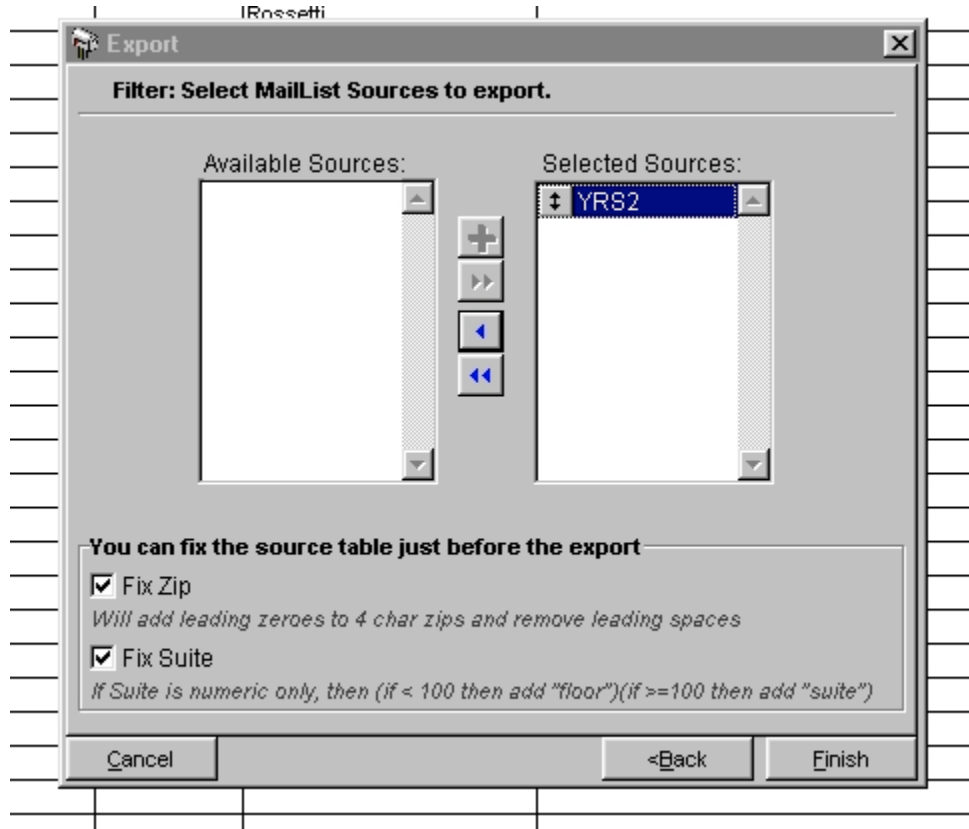 Rossetti
Export
Filter: Select MailList Sources to export.
Available Sources:
Selected Sources:
YRS2
You can fix the source table just before the export
Fix Zip
Will add leading zeroes to 4 char zips and remove leading spaces
Fix Suite
If Suite is numeric only, then (if < 100 then add "floor")(if >=100 then add "suite")
Cancel
<Back
Finish